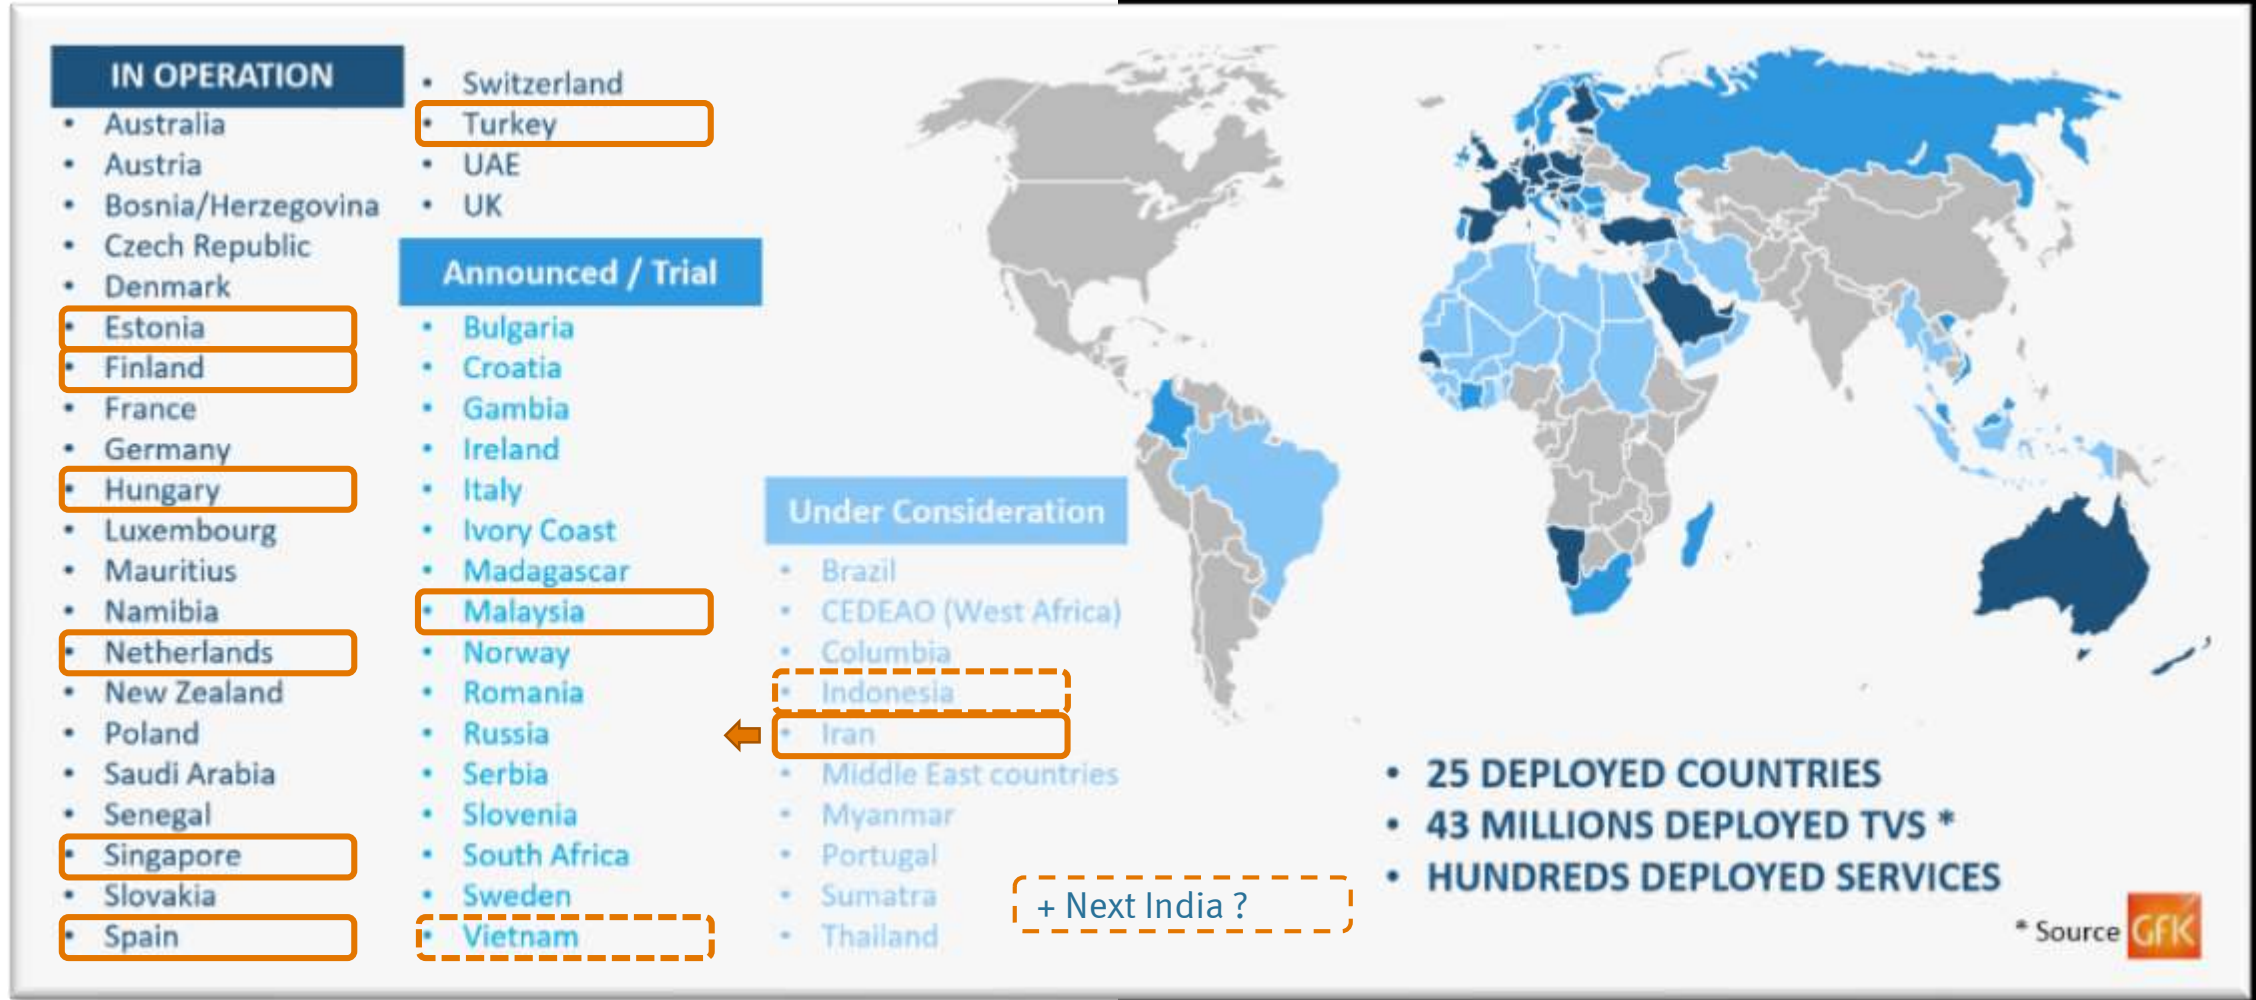 IN OPERATION
• Australia
• Austria
• Bosnia/Herzegovina
• Czech Republic
• Denmark
• Estonia
• Finland
• France
• Germany
• Hungary
• Luxembourg
• Mauritius
• Namibia
• Netherlands
• New Zealand
• Poland
• Saudi Arabia
• Senegal
• Singapore
• Slovakia
• Spain
• Switzerland
• Turkey
• UAE
• UK
Announced / Trial
• Bulgaria
• Croatia
• Gambia
• Ireland
• Italy
• Ivory Coast
• Madagascar
• Malaysia
• Norway
• Romania
• Russia
• Serbia
• Slovenia
• South Africa
• Sweden
• Vietnam
Under Consideration
• Brazil
• CEDEAO (West Africa)
• Columbia
• Indonesia
• Iran
• Middle East countries
• Myanmar
• Portugal
• Sumatra
• Thailand
+ Next India ?
• 25 DEPLOYED COUNTRIES
• 43 MILLIONS DEPLOYED TVS *
• HUNDREDS DEPLOYED SERVICES
* Source GFK